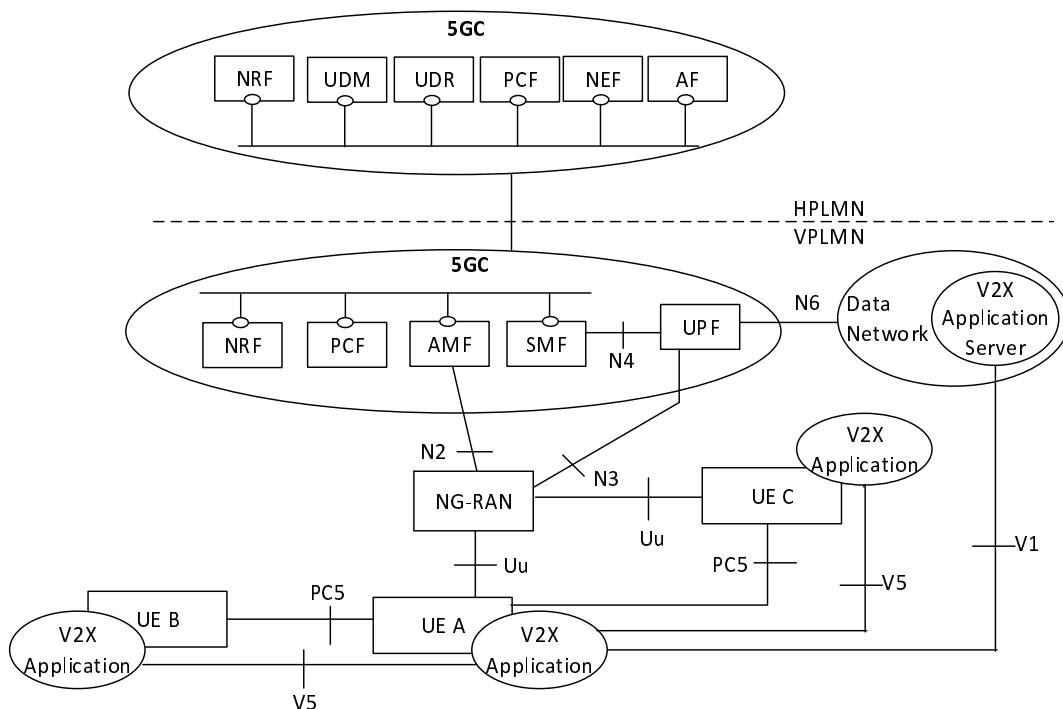 5GC
NRF
UDM
UDR
PCF
NEF
AF
HPLMN
VPLMN
5GC
NRF
PCF
AMF
SMF
N4
UPF
N6
Data
Network
V2X
Application
Server
N2
N3
NG-RAN
Uu
UE C
V2X
Application
Uu
PC5
V5
V1
UE B
V2X
Application
PC5
UE A
V2X
Application
V5